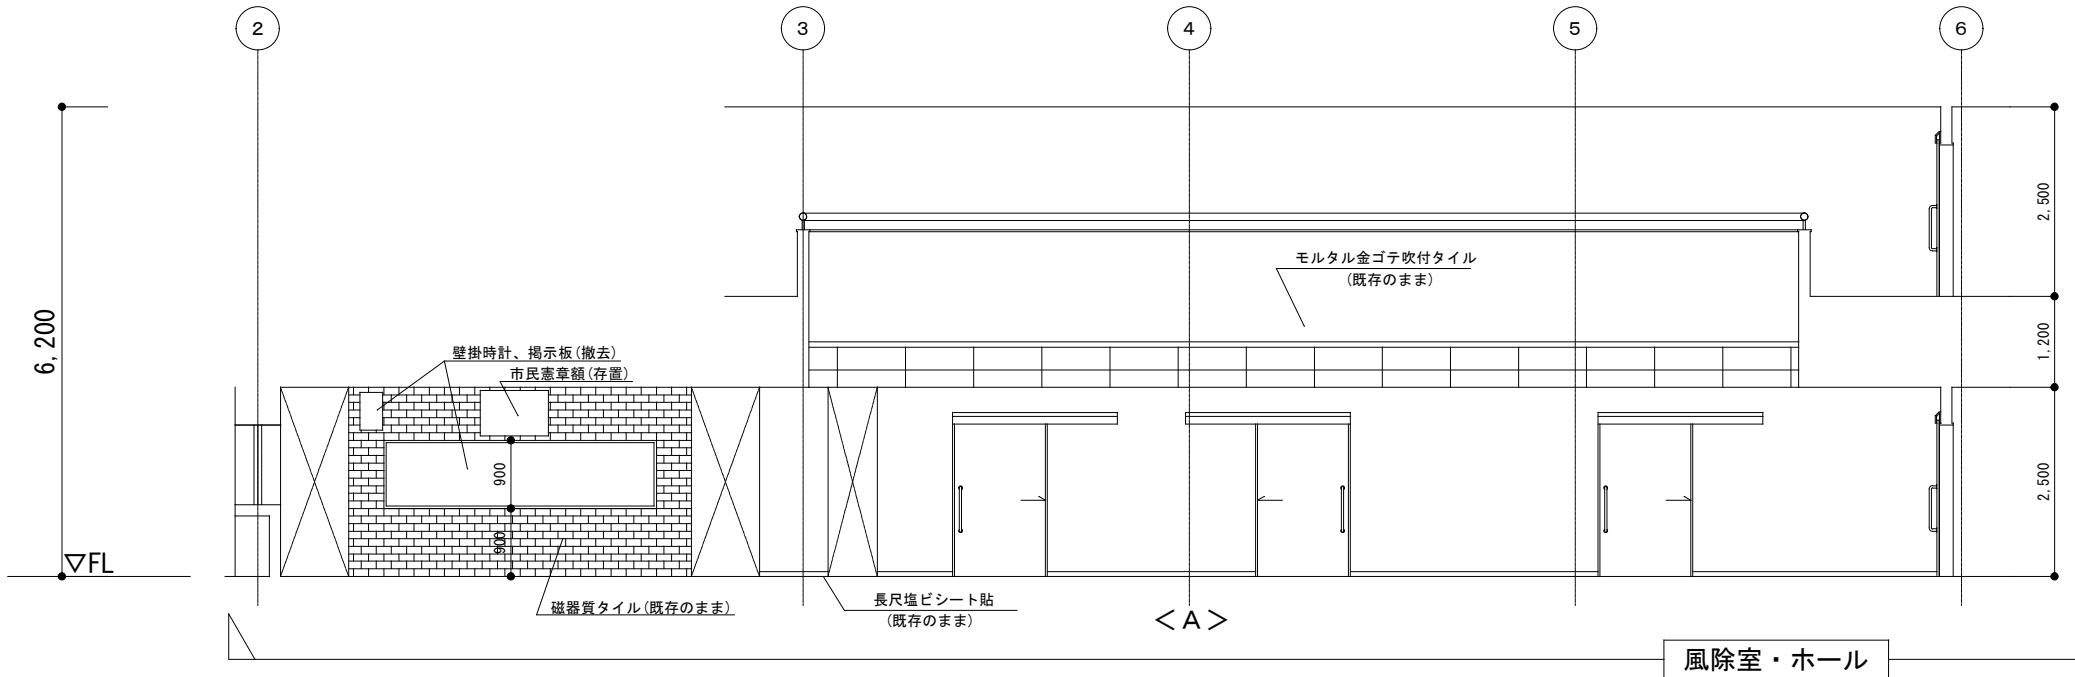 2
3
4
5
6
2,500
モルタル金ゴテ吹付タイル
(既存のまま)
6,200
1,200
壁掛時計、掲示板(撤去)
市民憲章額(存置)
900
2,500
900
▽FL
磁器質タイル(既存のまま)
長尺塩ビシート貼
(既存のまま)
<A>
風除室・ホール